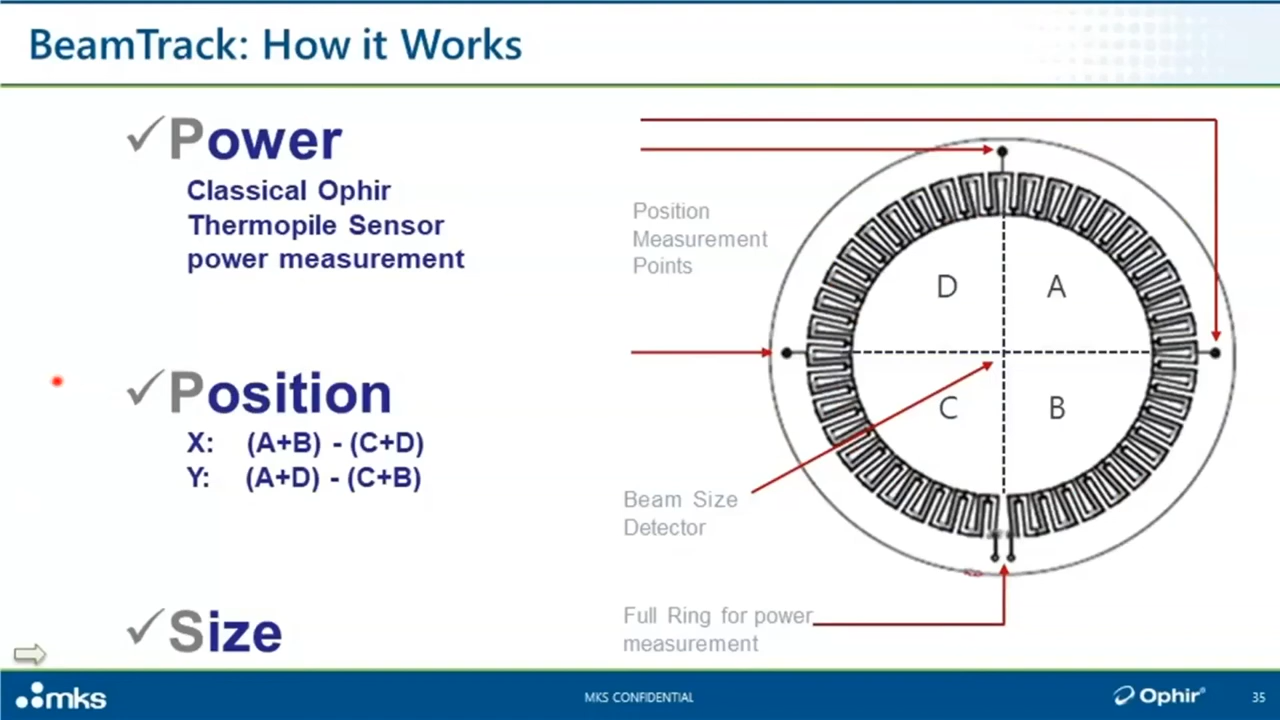 BeamTrack: How it Works
Power
Classical Ophir
Thermopile Sensor
power measurement
Position
X: (A+B) - (C+D)
Y: (A+D) - (C+B)
Size
Position
Measurement
Points
D
A
C
B
Beam Size
Detector
Full Ring for power
measurement
mks
MKS CONFIDENTIAL
Ophir®
35